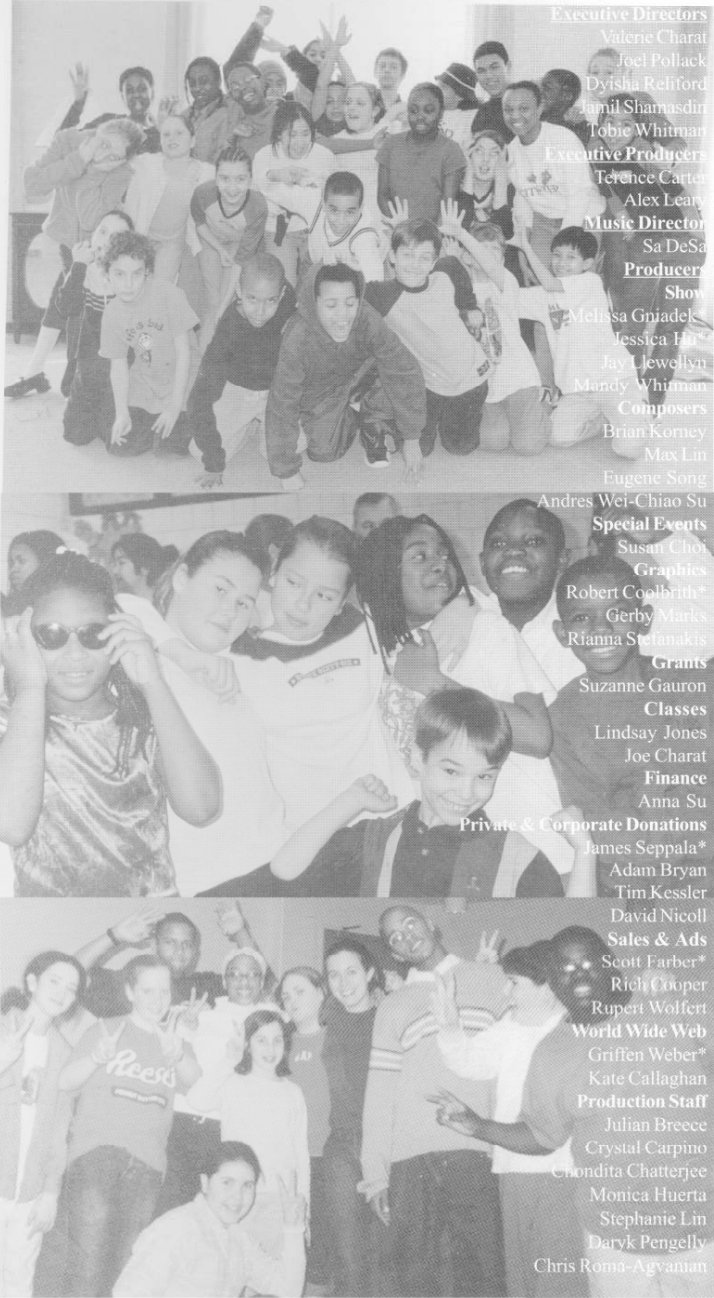 Executive Directors
Valerie Charat
Joel Pollack
Dyisha Reliford
Jamil Shamasdin
Tobie Whitman
Executive Producers
Terence Carter
Alex Leary
Music Director
Sa DeSa
Producers
Show
Melissa Gniadek*
Jessica Hu*
Jay Llewellyn
Mandy Whitman
Composers
Brian Korney
Max Lin
Eugene Song
Andres Wei-Chiao Su
Special Events
Susan Choi
Graphics
Robert Coolbrith*
Gerby Marks
Rianna Stefanakis
Grants
Suzanne Gauron
Classes
Lindsay Jones
Joe Charat
Finance
Anna Su
Private & Corporate Donations
James Seppala*
Adam Bryan
Tim Kessler
David Nicoll
Sales & Ads
Scott Farber*
Rich Cooper
Rupert Wolfert
World Wide Web
Griffen Weber*
Kate Callaghan
Production Staff
Julian Breece
Crystal Carpino
Chondita Chatterjee
Monica Huerta
Stephanie Lin
Daryk Pengelly
Chris Roma-Agvanian
Reese's